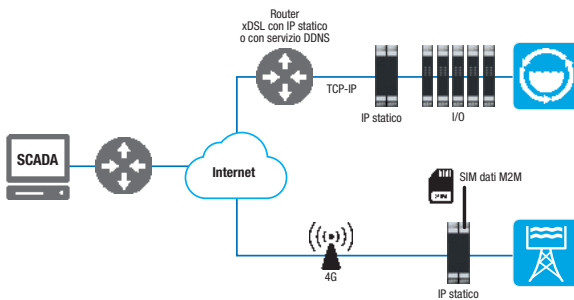 Router
xDSL con IP statico
o con servizio DDNS
TCP-IP
IP statico
I/O
SCADA
Internet
SIM dati M2M
4G
IP statico